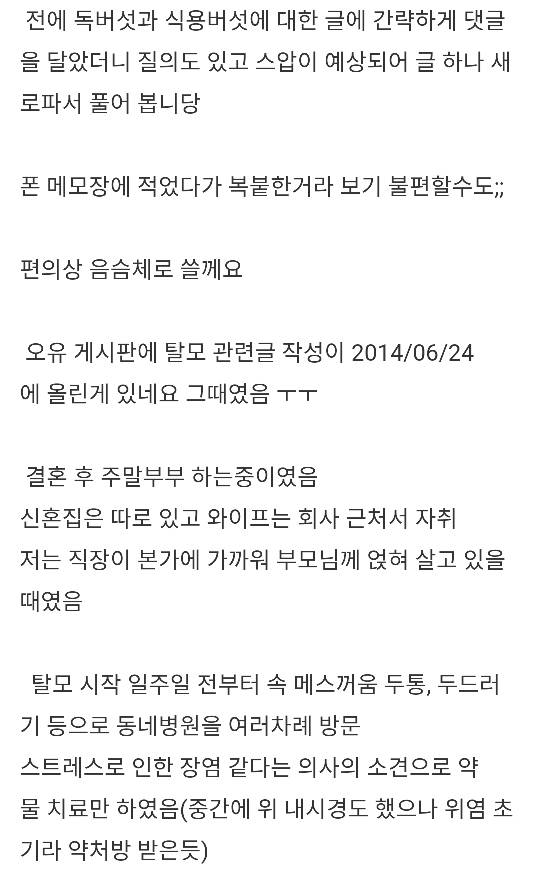 전에 독버섯과 식용버섯에 대한 글에 간략하게 댓글
을 달았더니 질의도 있고 스압이 예상되어 글 하나 새
로파서 풀어 봅니당
폰 메모장에 적었다가 복붙한거라 보기 불편할수도;;
편의상 음슴체로 쓸께요
오유 게시판에 탈모 관련글 작성이 2014/06/24
에 올린게 있네요 그때였음 ㅜㅜ
결혼 후 주말부부 하는중이였음
신혼집은 따로 있고 와이프는 회사 근처서 자취
저는 직장이 본가에 가까워 부모님께 얹혀 살고 있을
때였음
탈모 시작 일주일 전부터 속 메스꺼움 두통, 두드러
기 등으로 동네병원을 여러차례 방문
스트레스로 인한 장염 같다는 의사의 소견으로 약
물 치료만 하였음(중간에 위 내시경도 했으나 위염 초
기라 약처방 받은듯)